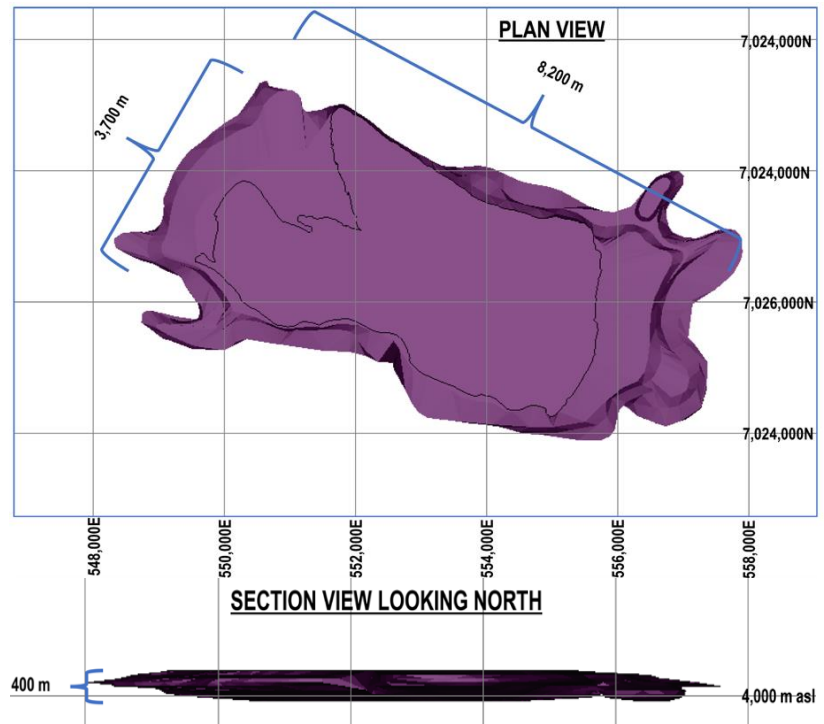 PLAN VIEW
7,024,000N
8,200 m
3,700 m
7,024,000N
7,026,000N
7,024,000N
548,000E
550,000E
552,000E
554,000E
556,000E
558,000E
SECTION VIEW LOOKING NORTH
400 m
4,000 m asl